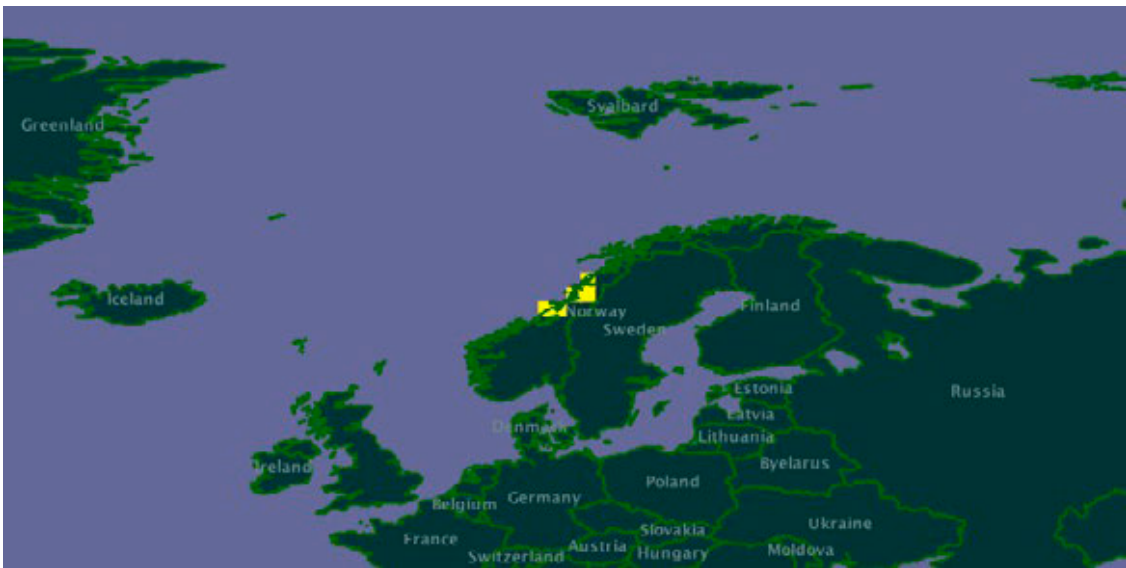 Svalbard
Greenland
Iceland
Norway
Finland
Sweden
Estonia
Russia
Latvia
Denmark
Lithuania
Byelarus
Ireland
Poland
Germany
Belgium
Ukraine
Slovakia
France
Austria
Moldova
Hungary
Switzerland